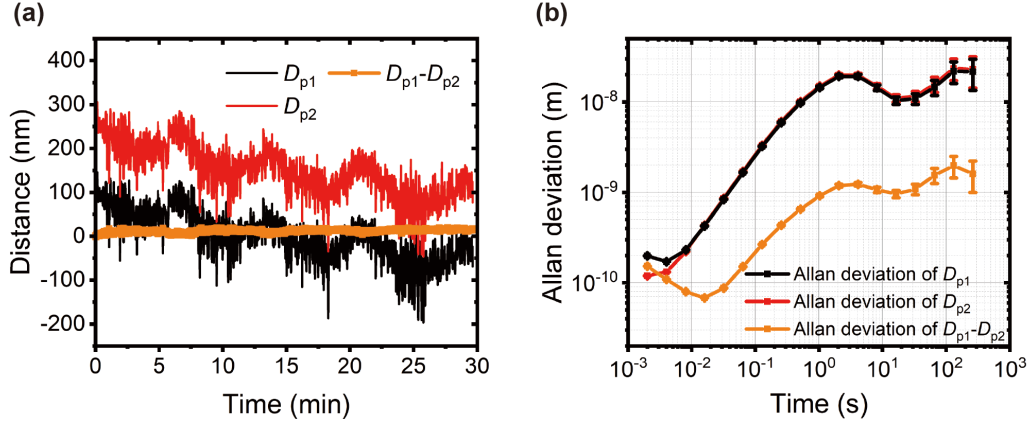 (a)
Distance (nm)
450
400
300
200
100
0
-100
-200
0
5
10
15
20
25
30
Time (min)
Dp1
Dp1-Dp2
Dp2
(b)
Allan deviation (m)
10⁻⁸
10⁻⁹
10⁻¹⁰
10⁻³
10⁻²
10⁻¹
10⁰
10¹
10²
10³
Time (s)
Allan deviation of Dp1
Allan deviation of Dp2
Allan deviation of Dp1-Dp2